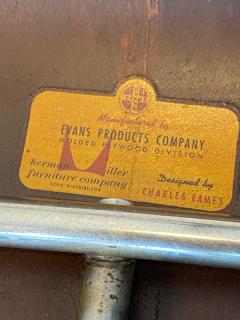 Manufactured by
EVANS PRODUCTS COMPANY
MOLDED PLYWOOD DIVISION
herman miller
furniture company
SOLE DISTRIBUTOR
Designed by
CHARLES EAMES